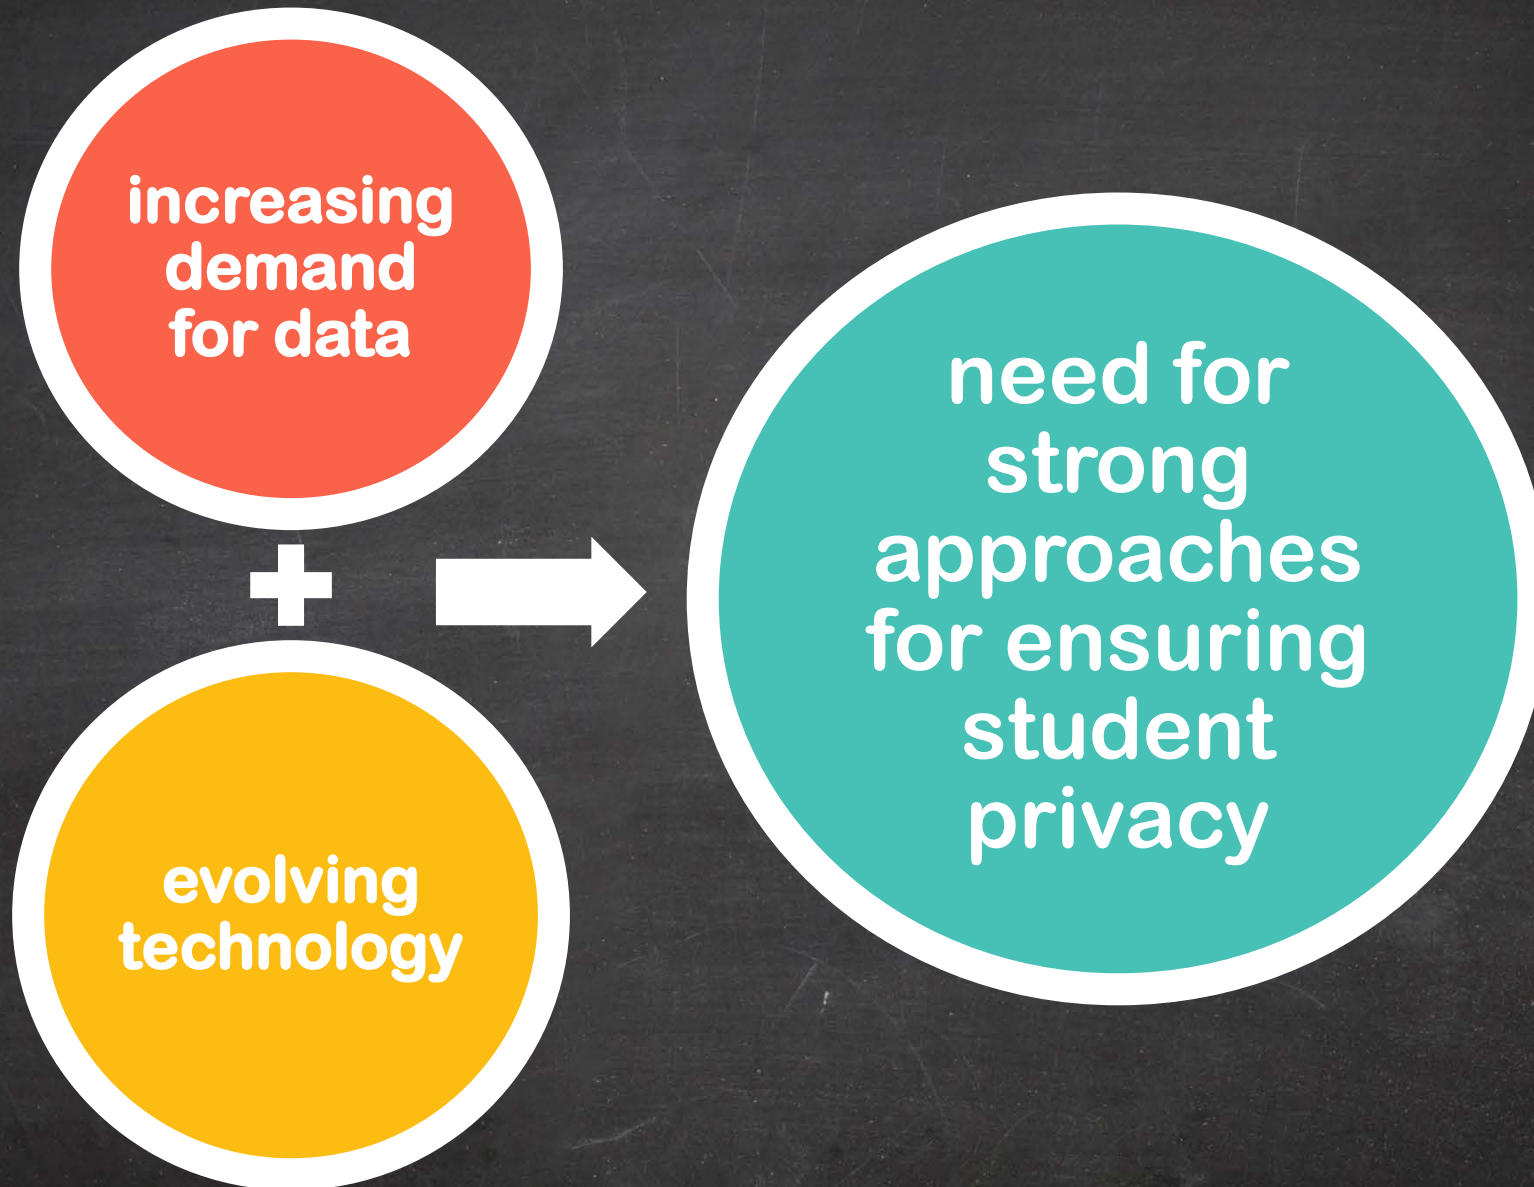 increasing
demand
for data
evolving
technology
need for
strong
approaches
for ensuring
student
privacy